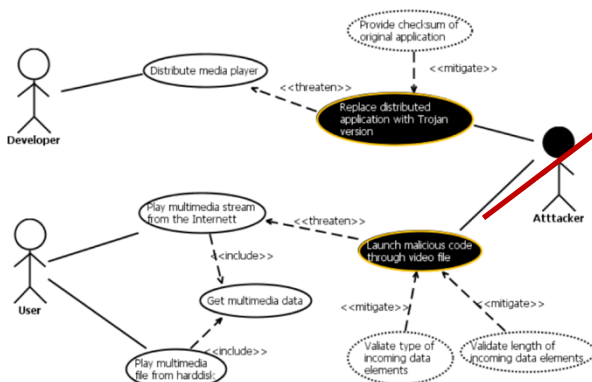 Provide checksum of
original application
<<mitigate>>
Distribute media player
<<threaten>>
Replace distributed
application with Trojan
version
Developer
Atttacker
Play multimedia stream
from the Internett
<<threaten>>
Launch malicious code
through video file
<<include>>
Get multimedia data
User
<<mitigate>>
<<mitigate>>
<<include>>
Play multimedia
file from harddisk
Valiate type of
incoming data
elements
Validate length of
incoming data elements